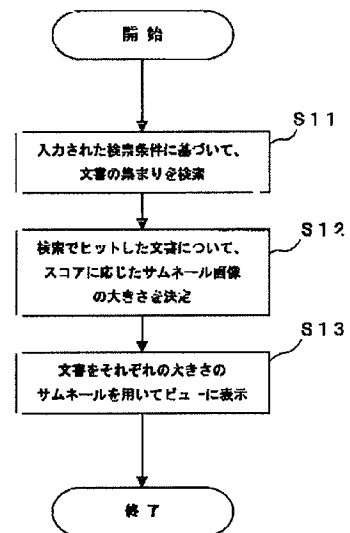 開始
S11
入力された検索条件に基づいて、
文書の集まりを検索
S12
検索でヒットした文書について、
スコアに応じたサムネール画像
の大きさを決定
S13
文書をそれぞれの大きさの
サムネールを用いてビューに表示
終了